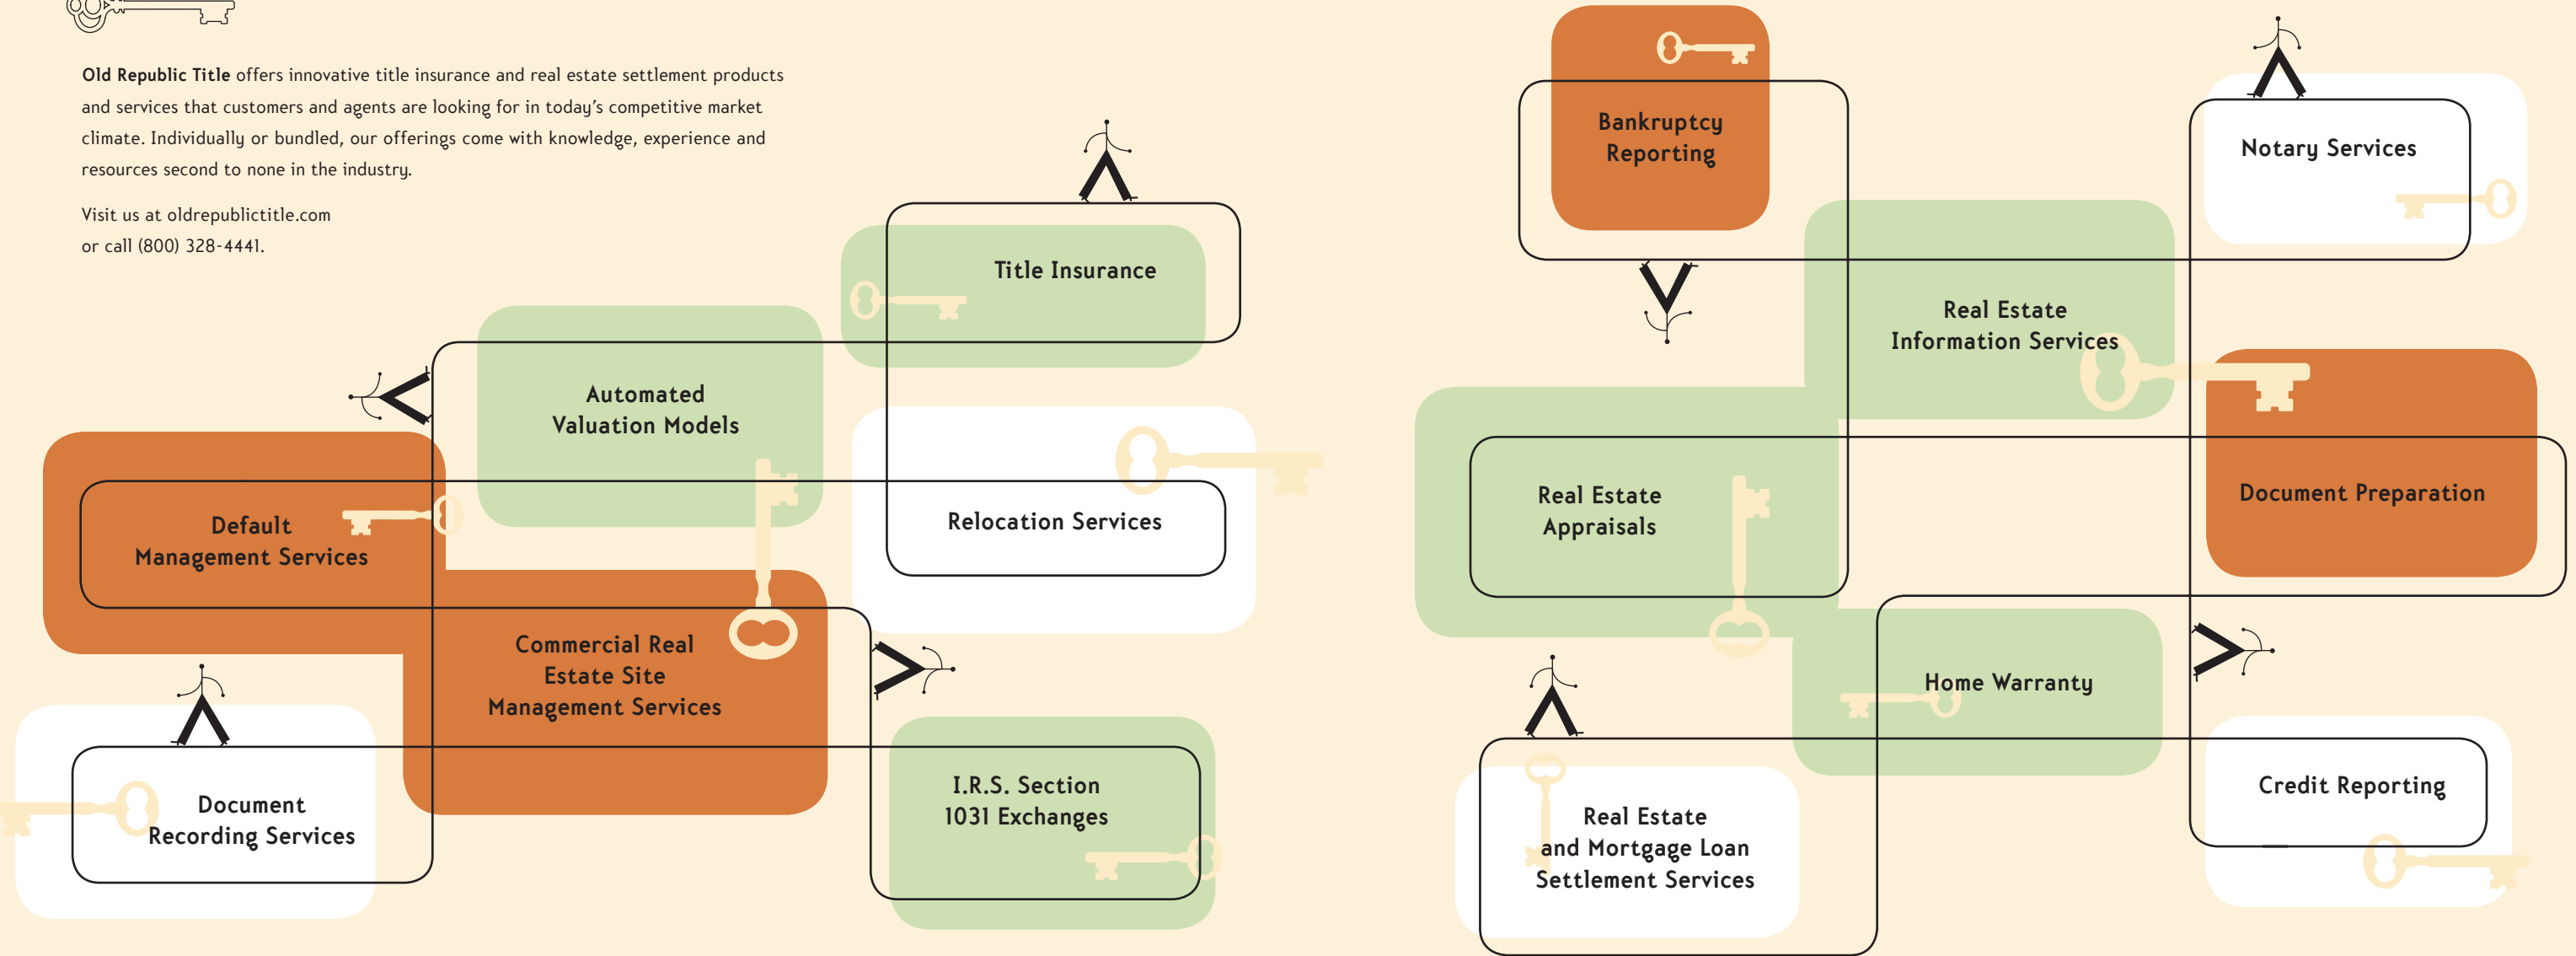 Old Republic Title offers innovative title insurance and real estate settlement products
and services that customers and agents are looking for in today's competitive market
climate. Individually or bundled, our offerings come with knowledge, experience and
resources second to none in the industry.
Visit us at oldrepublictitle.com
or call (800) 328-4441.
Title Insurance
Automated
Valuation Models
Default
Management Services
Relocation Services
Commercial Real
Estate Site
Management Services
Document
Recording Services
I.R.S. Section
1031 Exchanges
Bankruptcy
Reporting
Notary Services
Real Estate
Information Services
Real Estate
Appraisals
Document Preparation
Home Warranty
Real Estate
and Mortgage Loan
Settlement Services
Credit Reporting